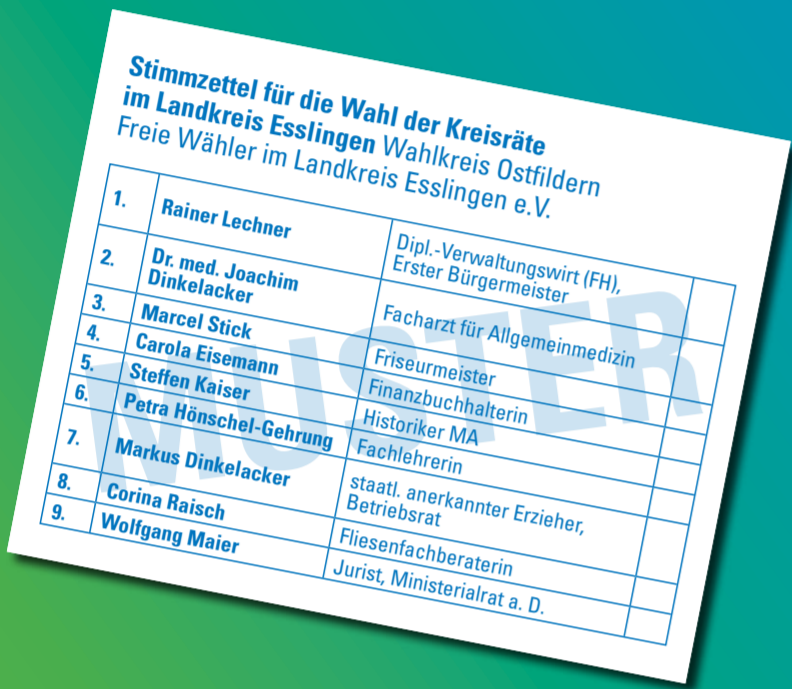 Stimmzettel für die Wahl der Kreisräte
im Landkreis Esslingen Wahlkreis Ostfildern
Freie Wähler im Landkreis Esslingen e.V.
1. Rainer Lechner Dipl.-Verwaltungswirt (FH),
Erster Bürgermeister
2. Dr. med. Joachim
Dinkelacker Facharzt für Allgemeinmedizin
3. Marcel Stick Friseurmeister
4. Carola Eisemann Finanzbuchhalterin
5. Steffen Kaiser Historiker MA
6. Petra Hönschel-Gehrung Fachlehrerin
7. Markus Dinkelacker staatl. anerkannter Erzieher,
Betriebsrat
8. Corina Raisch Fliesenfachberaterin
9. Wolfgang Maier Jurist, Ministerialrat a. D.
MUSTER